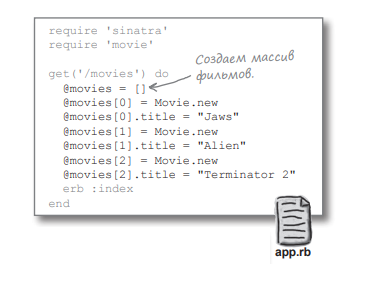 require 'sinatra'
require 'movie'
Создаем массив
фильмов.
get('/movies') do
@movies = []
@movies[0] = Movie.new
@movies[0].title = "Jaws"
@movies[1] = Movie.new
@movies[1].title = "Alien"
@movies[2] = Movie.new
@movies[2].title = "Terminator 2"
erb :index
end
app.rb